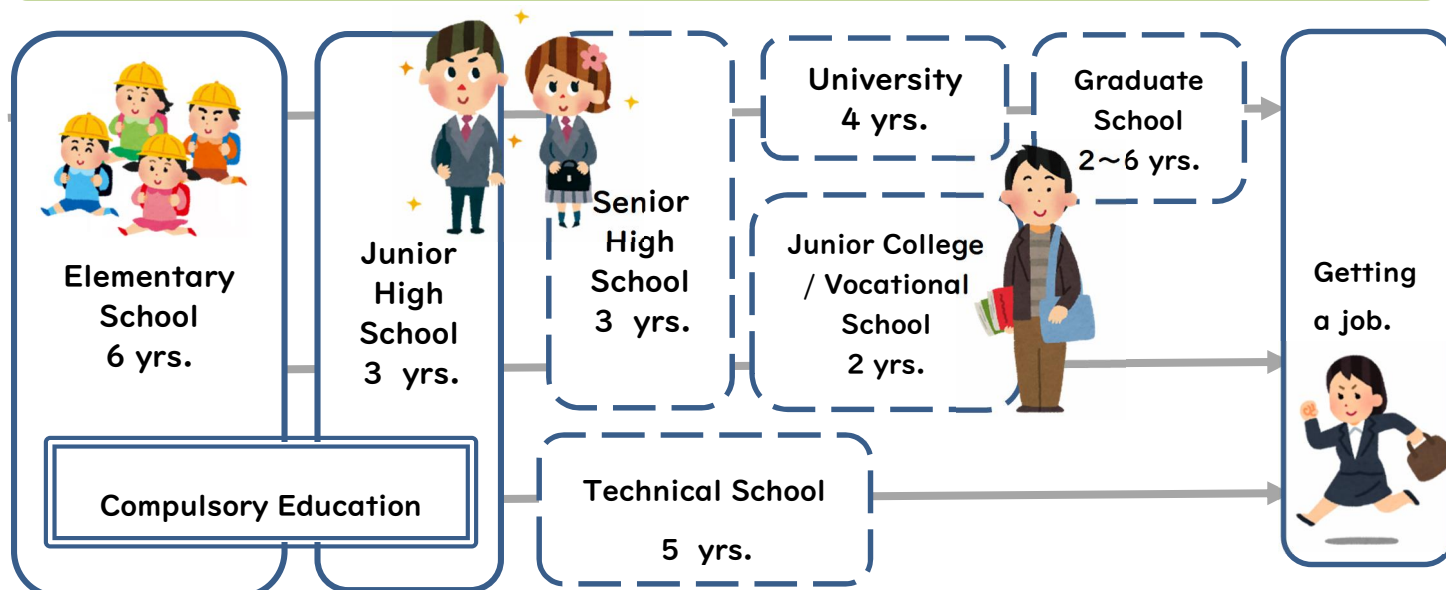 Elementary
School
6 yrs.
Junior
High
School
3 yrs.
Senior
High
School
3 yrs.
University
4 yrs.
Graduate
School
2～6 yrs.
Junior College
/ Vocational
School
2 yrs.
Getting
a job.
Compulsory Education
Technical School
5 yrs.